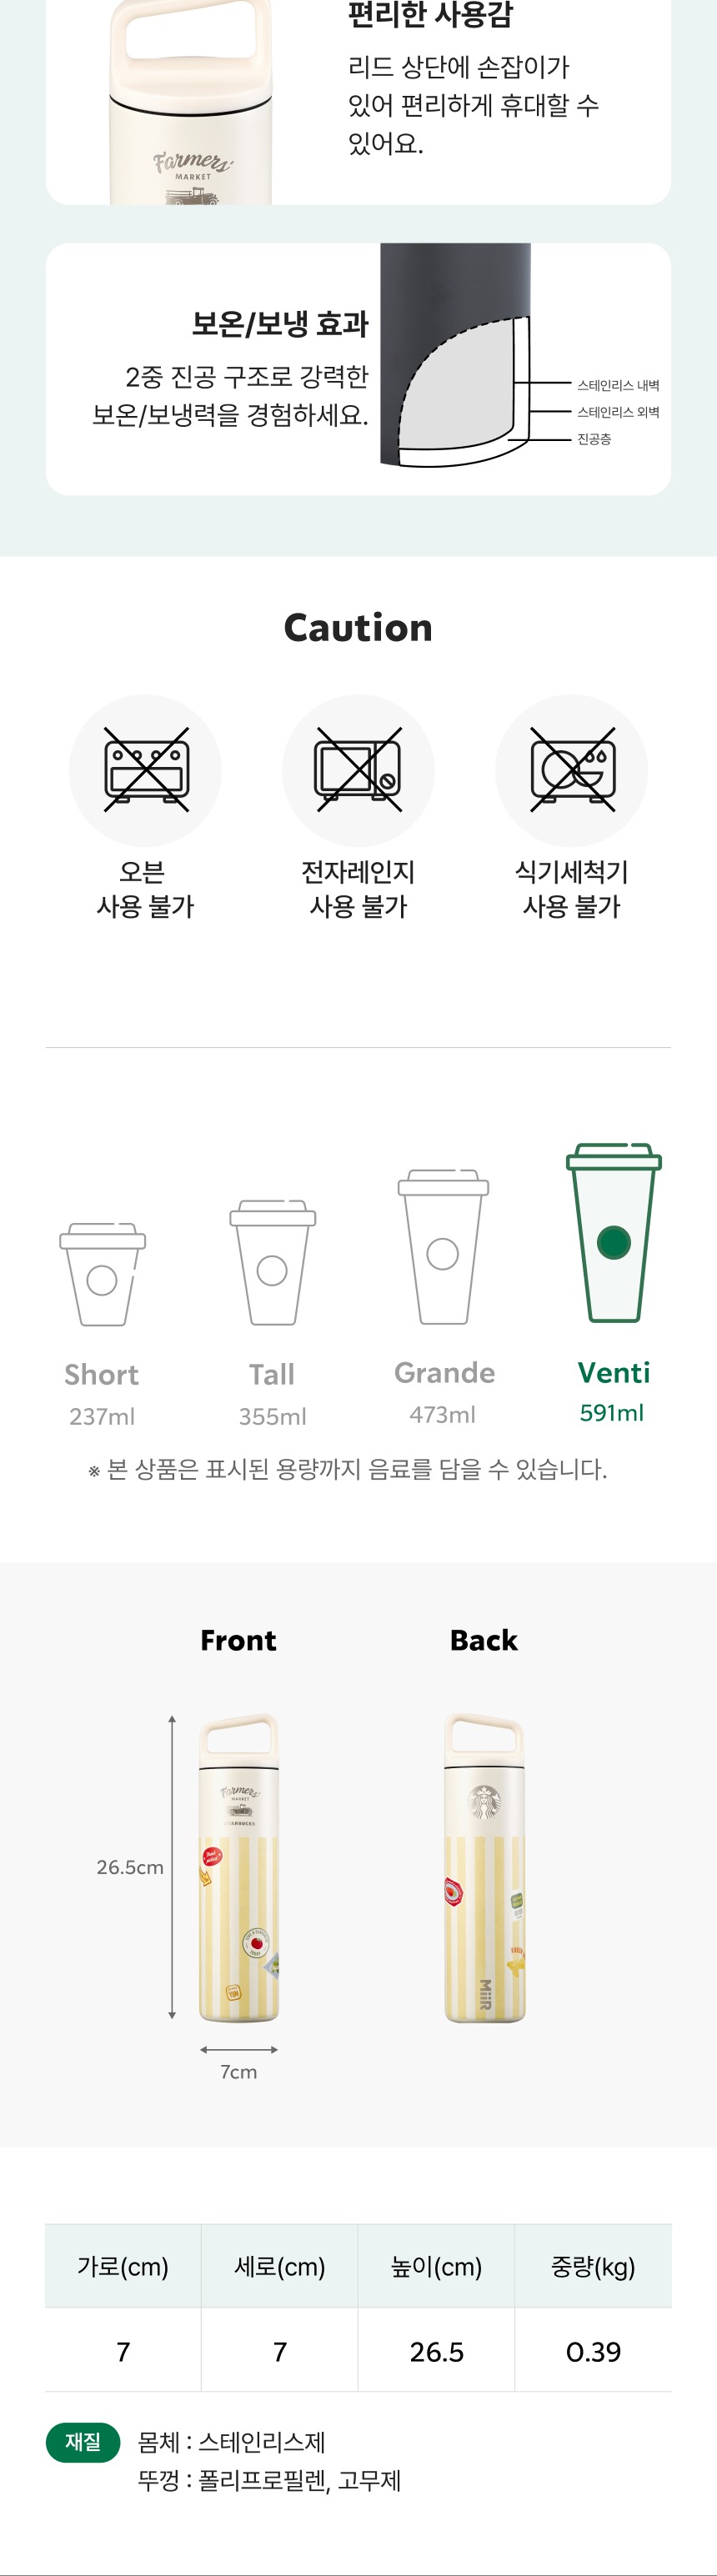 편리한 사용감
리드 상단에 손잡이가
있어 편리하게 휴대할 수
있어요.
Farmers'
MARKET
보온/보냉 효과
2중 진공 구조로 강력한
보온/보냉력을 경험하세요.
스테인리스 내벽
스테인리스 외벽
진공층
Caution
오븐
사용 불가
전자레인지
사용 불가
식기세척기
사용 불가
Short
237ml
Tall
355ml
Grande
473ml
Venti
591ml
※ 본 상품은 표시된 용량까지 음료를 담을 수 있습니다.
Front
Back
Farmers'
MARKET
STARBUCKS
26.5cm
MiiR
7cm
가로(cm) 세로(cm) 높이(cm) 중량(kg)
7 7 26.5 0.39
재질 몸체 : 스테인리스제
뚜껑 : 폴리프로필렌, 고무제